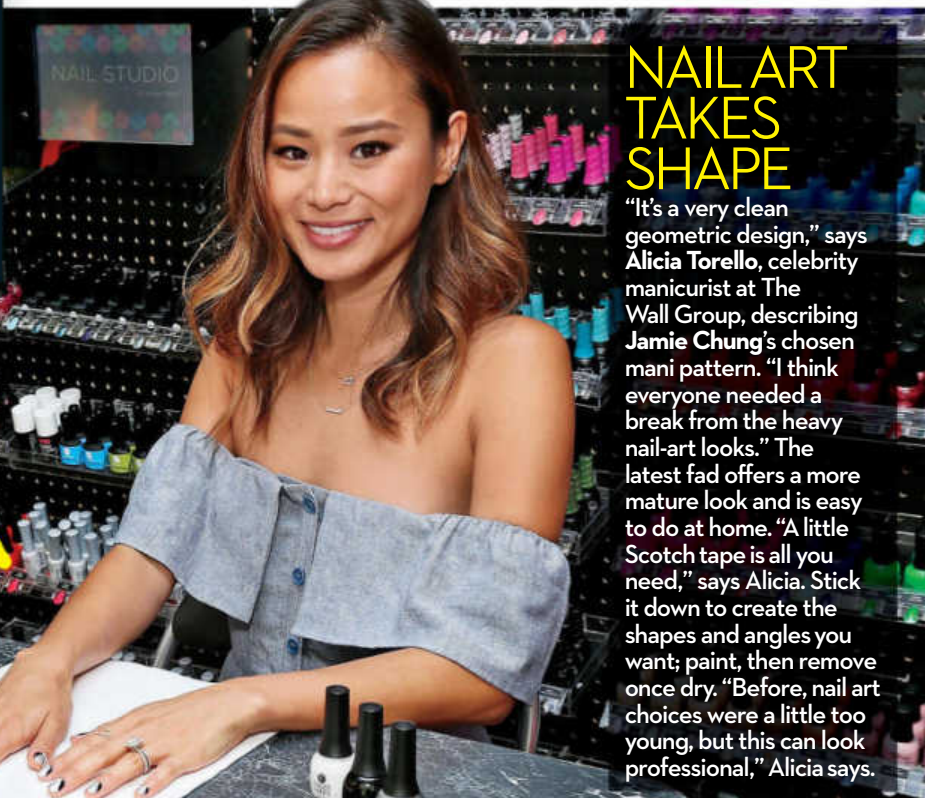 NAIL STUDIO
NAIL ART
TAKES
SHAPE
“It’s a very clean
geometric design,” says
Alicia Torello, celebrity
manicurist at The
Wall Group, describing
Jamie Chung’s chosen
mani pattern. “I think
everyone needed a
break from the heavy
nail-art looks.” The
latest fad offers a more
mature look and is easy
to do at home. “A little
Scotch tape is all you
need,” says Alicia. Stick
it down to create the
shapes and angles you
want; paint, then remove
once dry. “Before, nail art
choices were a little too
young, but this can look
professional,” Alicia says.